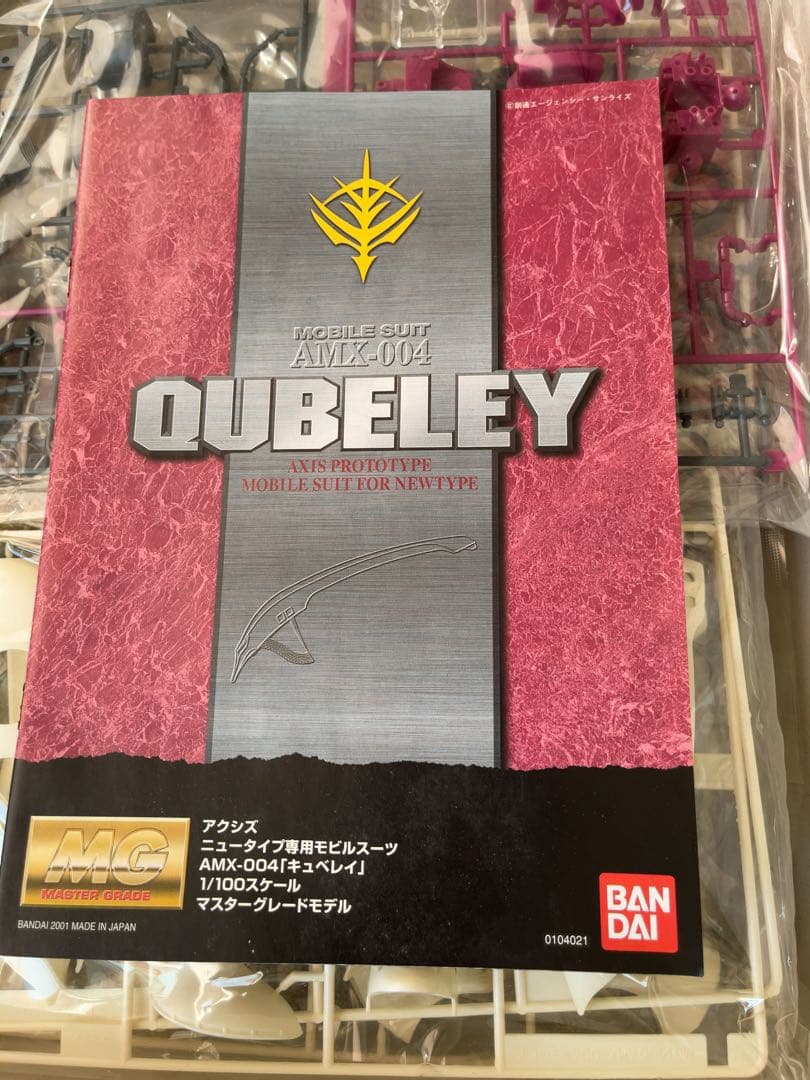 ©創通エージェンシー・サンライズ
MOBILE SUIT
AMX-004
QUBELEY
AXIS PROTOTYPE
MOBILE SUIT FOR NEWTYPE
MG
MASTER GRADE
アクシズ
ニュータイプ専用モビルスーツ
AMX-004「キュベレイ」
1/100スケール
マスターグレードモデル
BANDAI 2001 MADE IN JAPAN
0104021
BAN
DAI